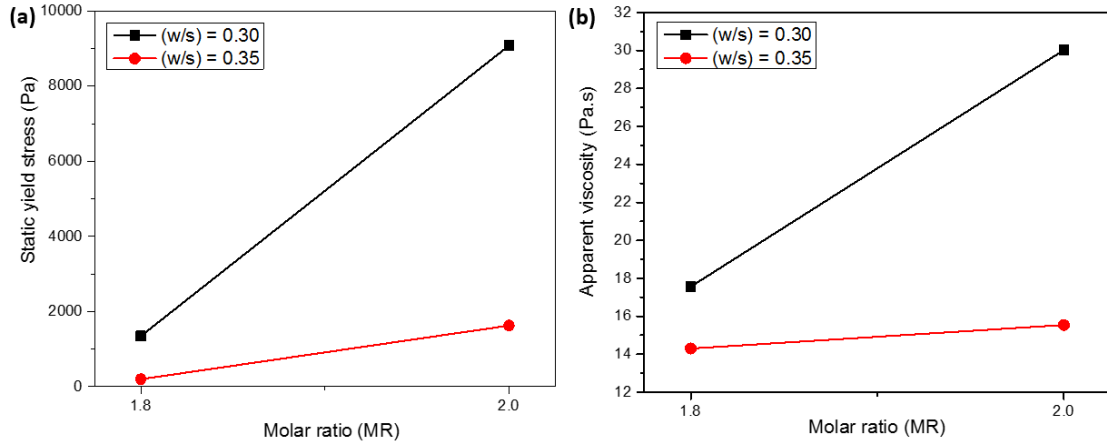 (a)
10000
8000
6000
4000
2000
0
Static yield stress (Pa)
(w/s) = 0.30
(w/s) = 0.35
1.8
2.0
Molar ratio (MR)
(b)
32
30
28
26
24
22
20
18
16
14
12
Apparent viscosity (Pa.s)
(w/s) = 0.30
(w/s) = 0.35
1.8
2.0
Molar ratio (MR)